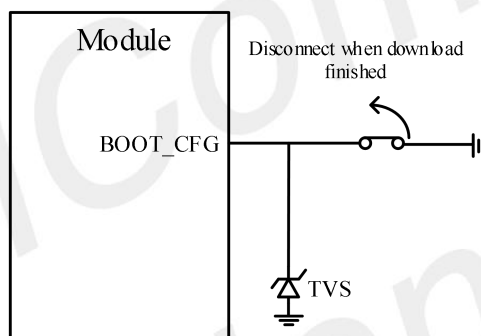 Module
Disconnect when download
finished
BOOT_CFG
TVS